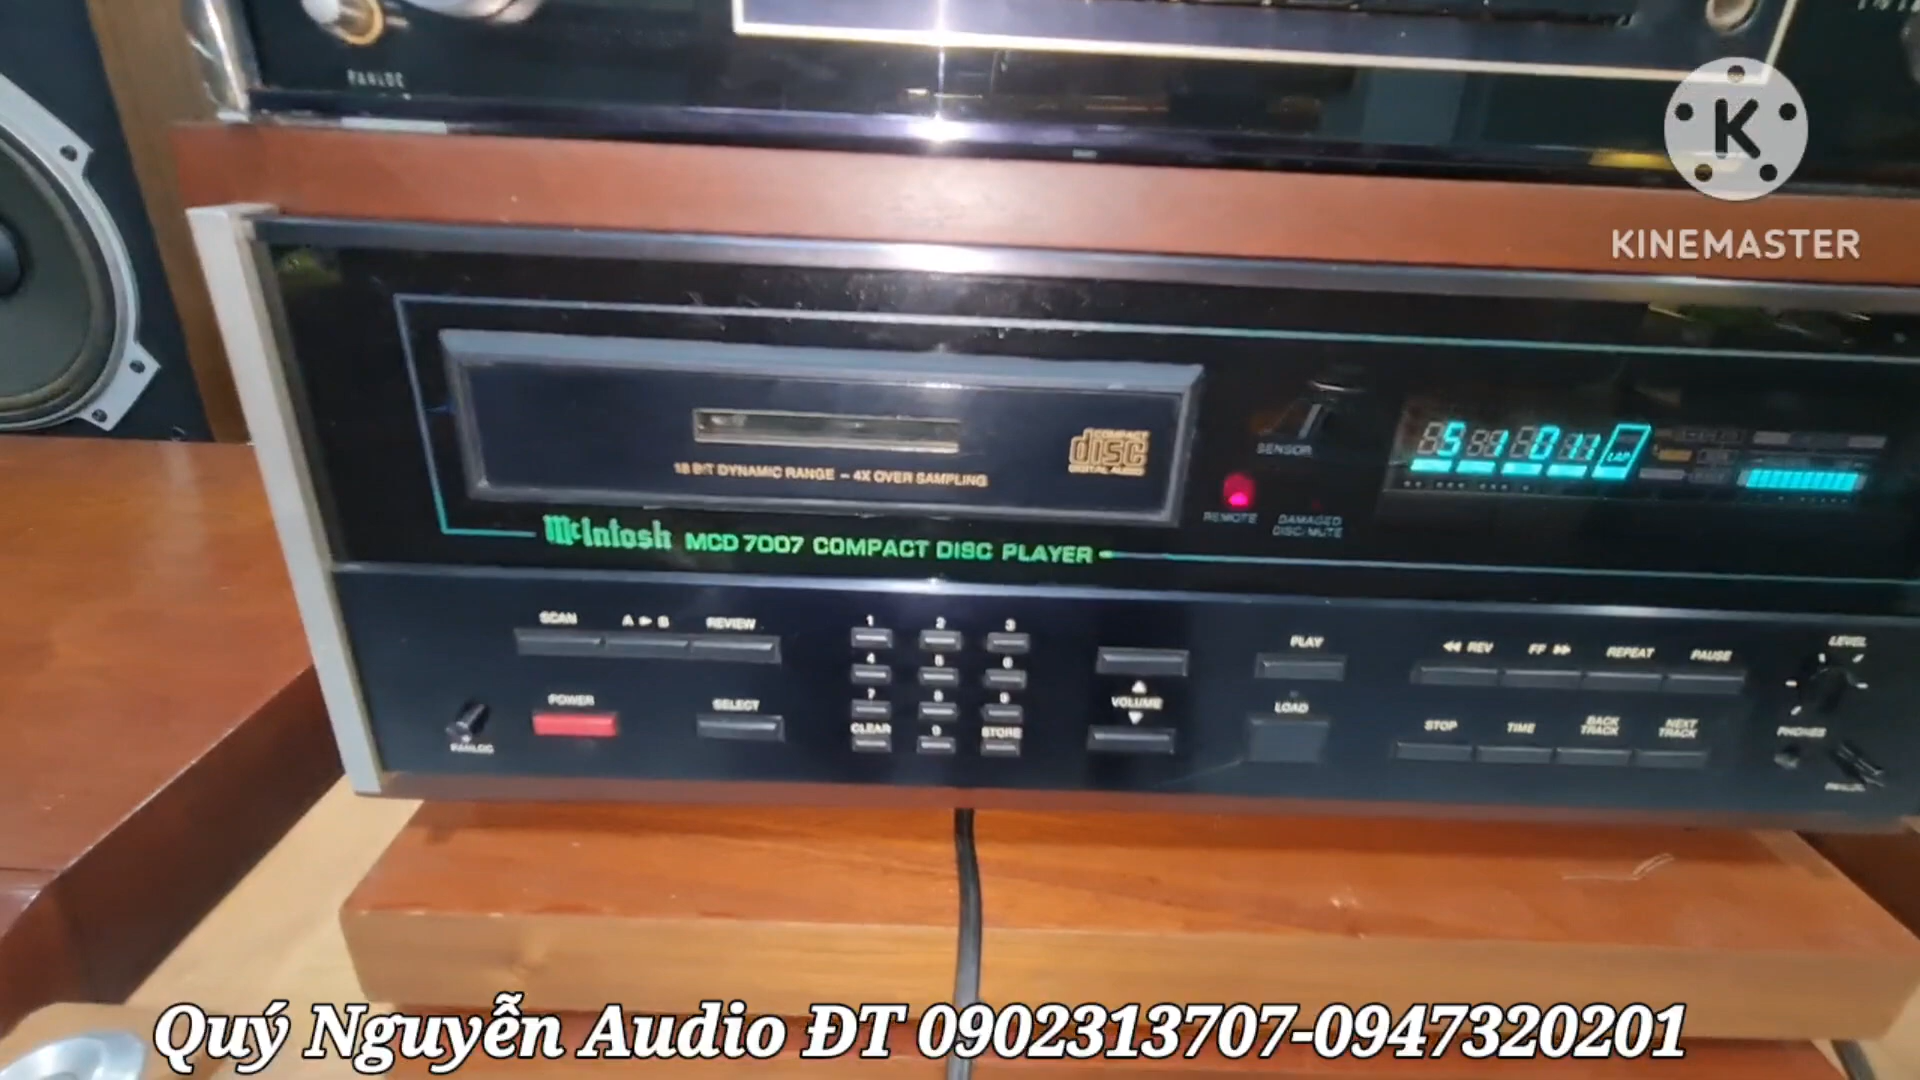 PANLOC
K
KINEMASTER
COMPACT
disc
DIGITAL AUDIO
18 BIT DYNAMIC RANGE – 4X OVER SAMPLING
SENSOR
REMOTE
DAMAGED
DISC/MUTE
McIntosh MCD 7007 COMPACT DISC PLAYER
SCAN A ► B REVIEW
1 2 3
4 5 6
7 8 9
CLEAR 0 STORE
POWER SELECT
PANLOC
VOLUME
PLAY
LOAD
◄◄ REV FF ►► REPEAT PAUSE
STOP TIME BACK TRACK NEXT TRACK
LEVEL
PHONES
Quý Nguyễn Audio ĐT 0902313707-0947320201